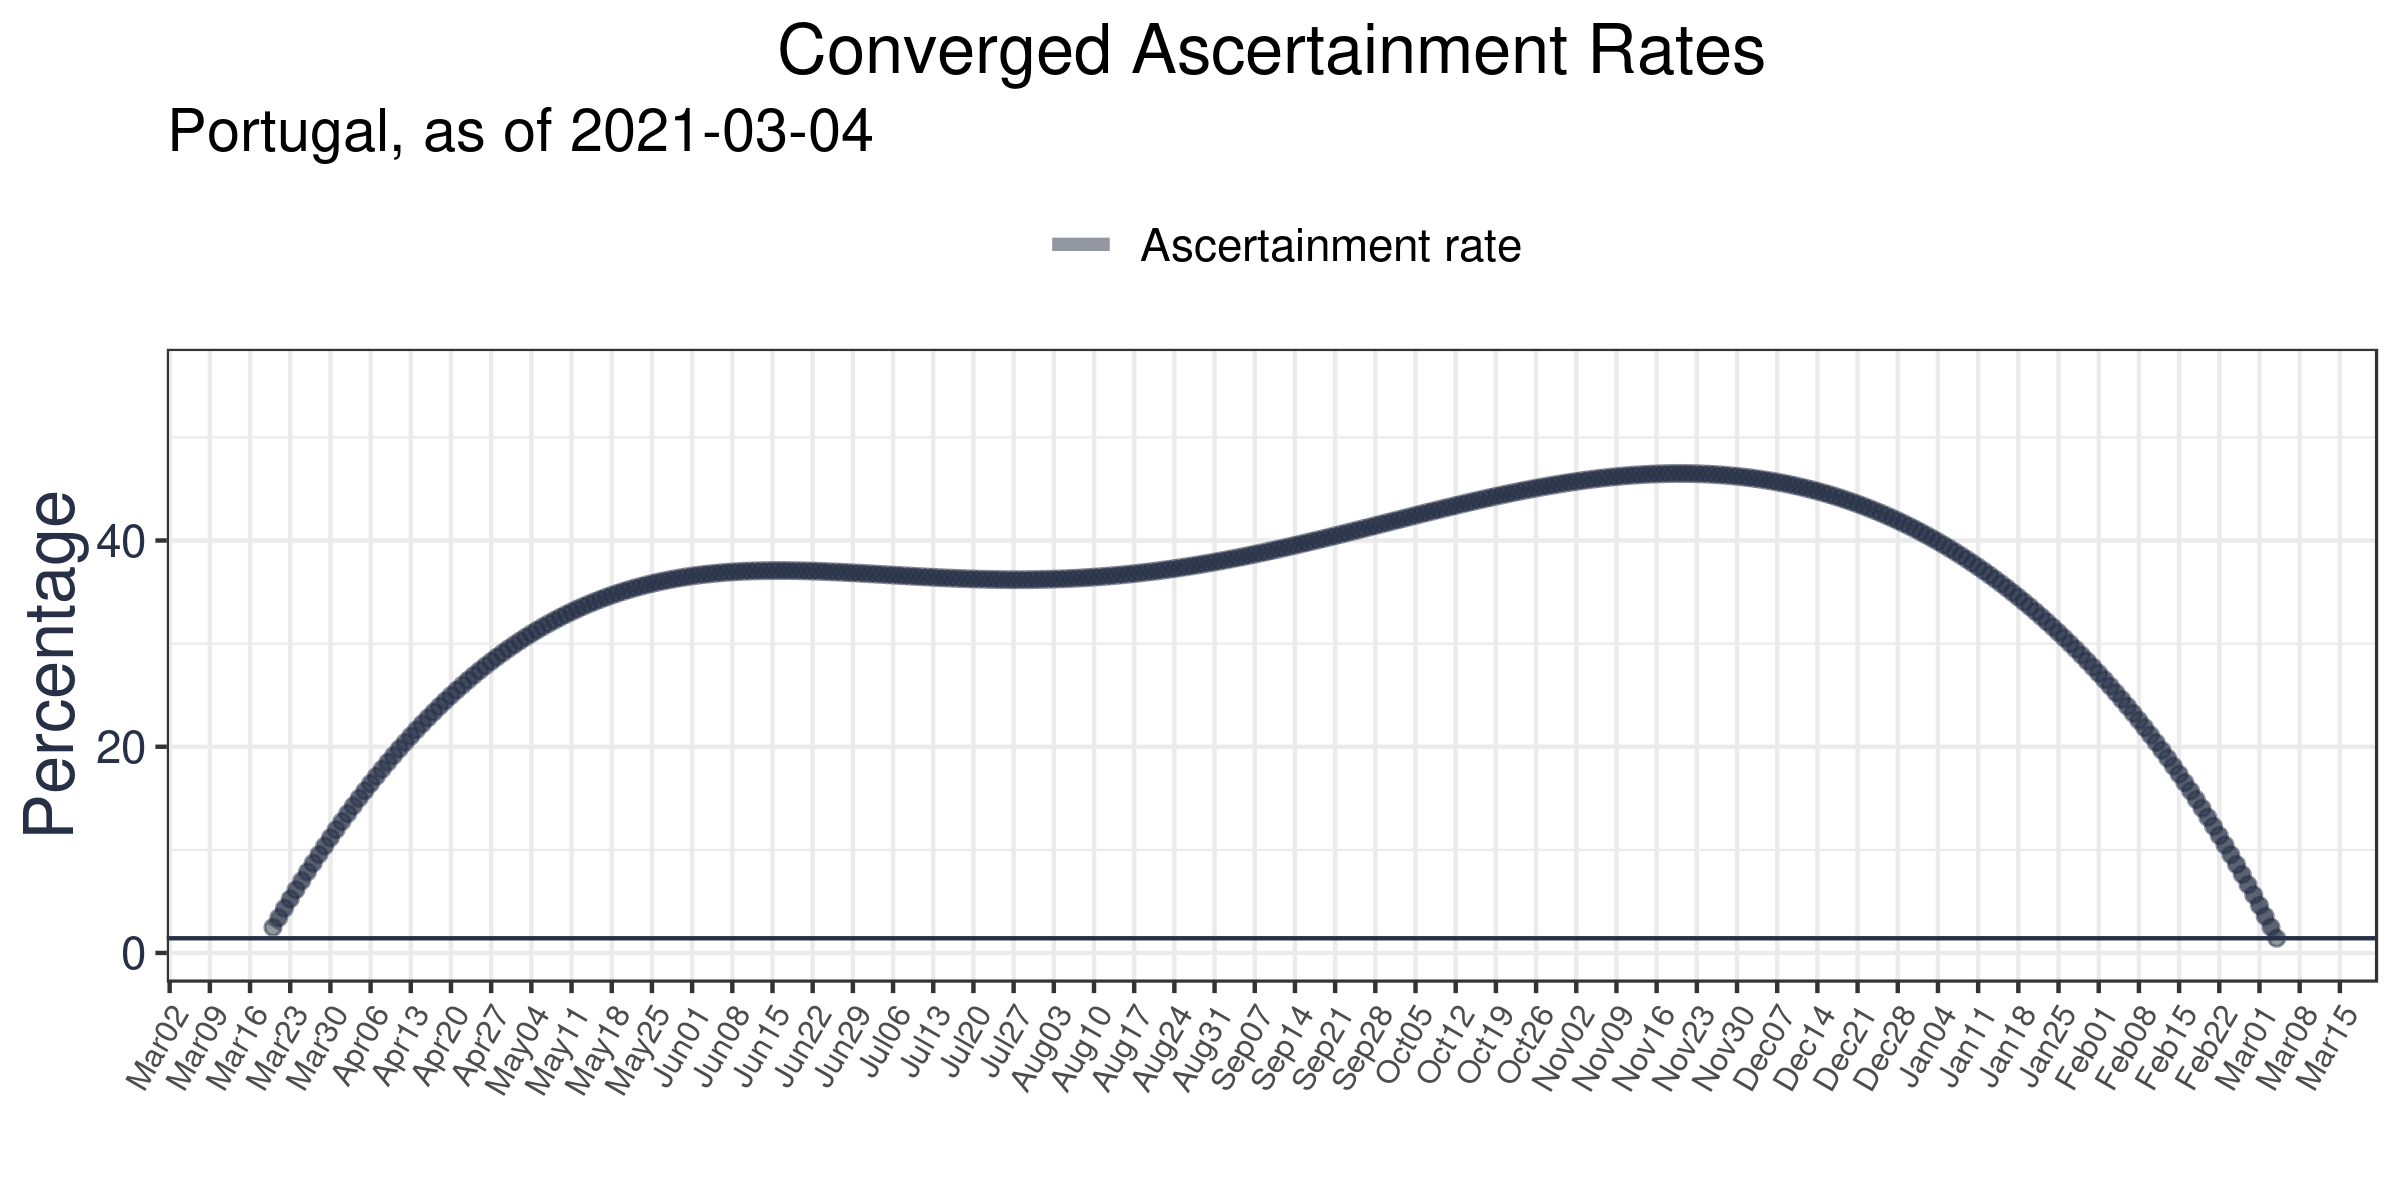 Converged Ascertainment Rates
Portugal, as of 2021-03-04
Ascertainment rate
Percentage
40
20
0
Mar02 Mar09 Mar16 Mar23 Mar30 Apr06 Apr13 Apr20 Apr27 May04 May11 May18 May25 Jun01 Jun08 Jun15 Jun22 Jun29 Jul06 Jul13 Jul20 Jul27 Aug03 Aug10 Aug17 Aug24 Aug31 Sep07 Sep14 Sep21 Sep28 Oct05 Oct12 Oct19 Oct26 Nov02 Nov09 Nov16 Nov23 Nov30 Dec07 Dec14 Dec21 Dec28 Jan04 Jan11 Jan18 Jan25 Feb01 Feb08 Feb15 Feb22 Mar01 Mar08 Mar15